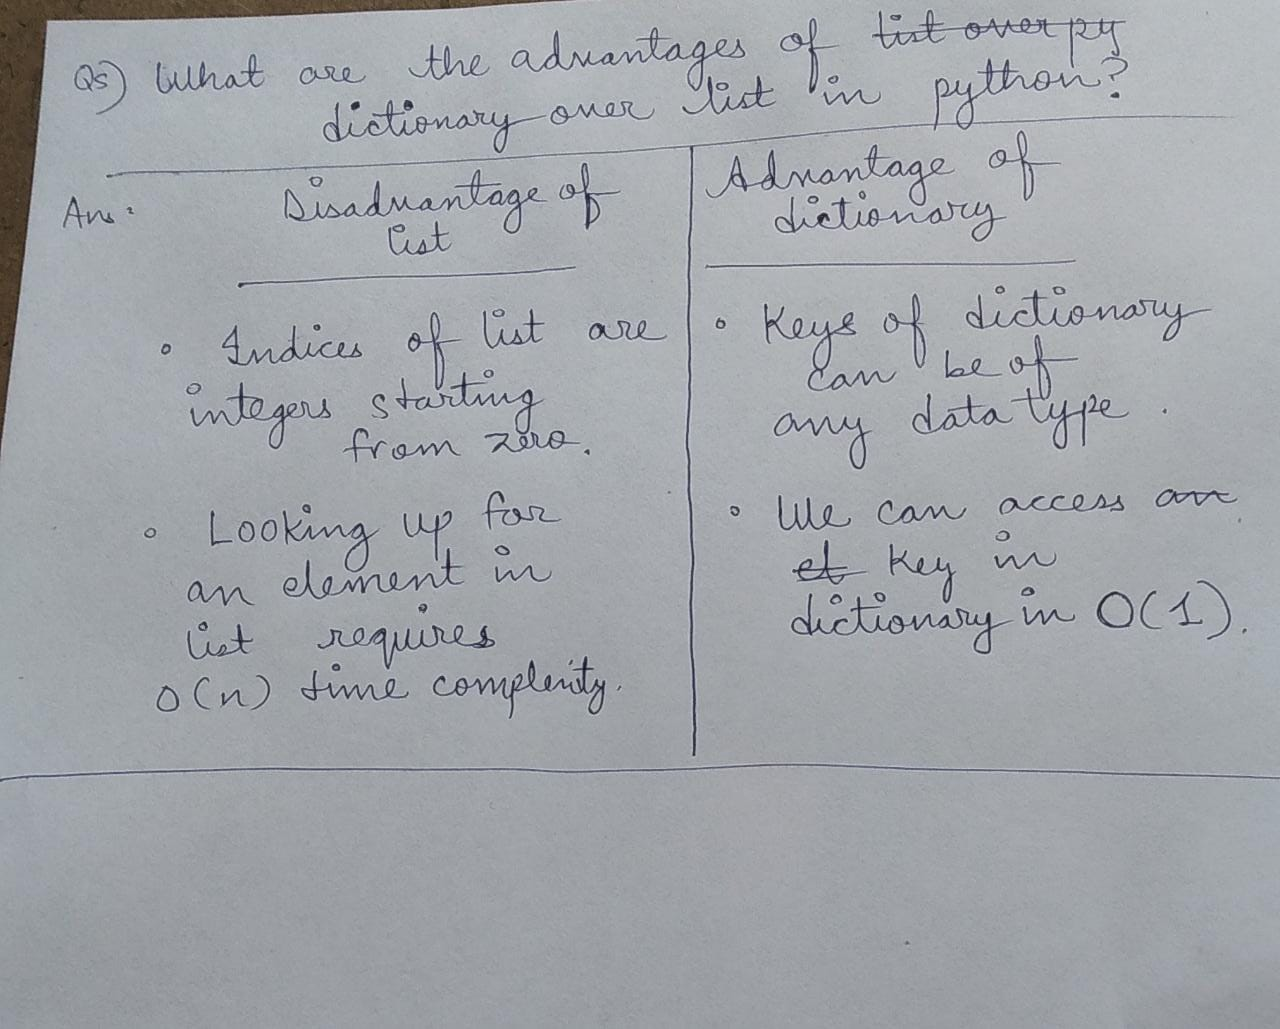 Q5) What are the advantages of list over py
dictionary over list in python?
Ans:
Disadvantage of
list
• Indices of list are
integers starting
from zero.
• Looking up for
an element in
list requires
O(n) time complexity.
Advantage of
dictionary
• Keys of dictionary
can be of
any data type.
• We can access an
el key in
dictionary in O(1).